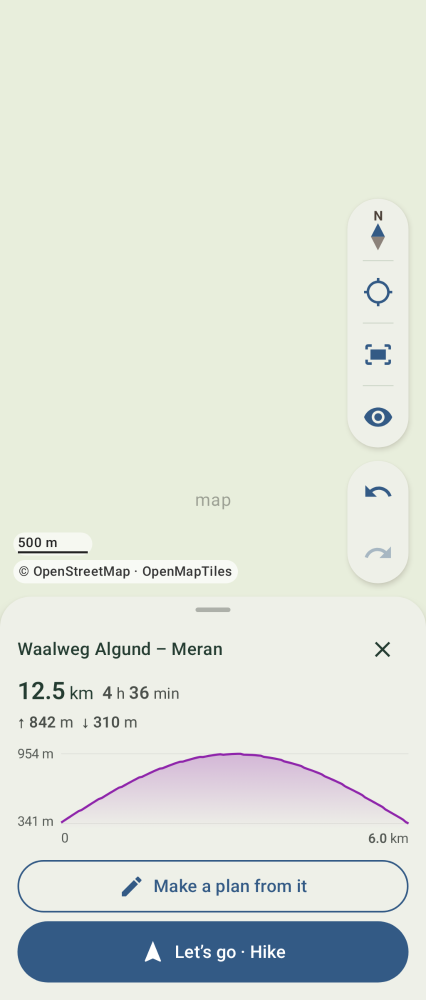 N
map
500 m
© OpenStreetMap · OpenMapTiles
Waalweg Algund – Meran
12.5 km 4 h 36 min
↑ 842 m ↓ 310 m
954 m
341 m
0 6.0 km
Make a plan from it
Let’s go · Hike